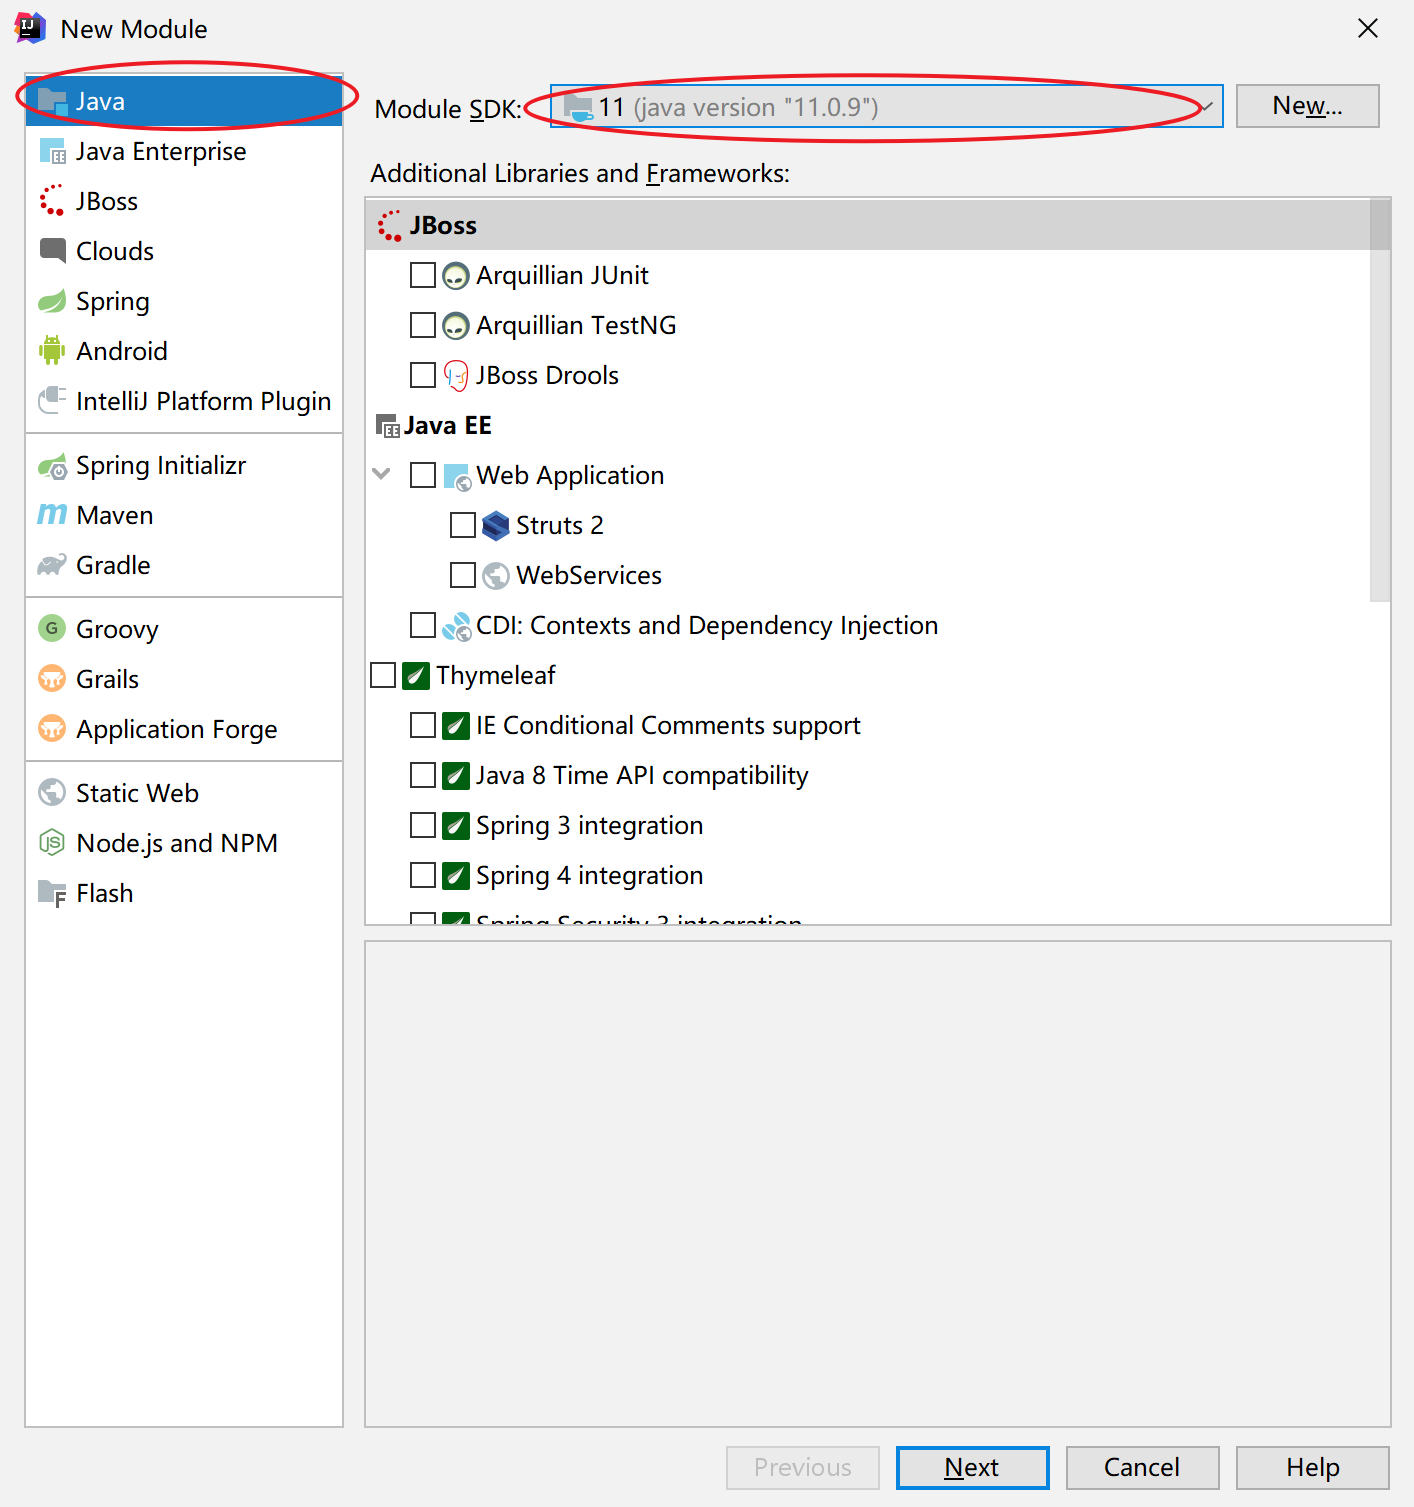 New Module
Java
Java Enterprise
JBoss
Clouds
Spring
Android
IntelliJ Platform Plugin
Spring Initializr
Maven
Gradle
Groovy
Grails
Application Forge
Static Web
Node.js and NPM
Flash
Module SDK: 11 (java version "11.0.9") New...
Additional Libraries and Frameworks:
JBoss
Arquillian JUnit
Arquillian TestNG
JBoss Drools
Java EE
Web Application
Struts 2
WebServices
CDI: Contexts and Dependency Injection
Thymeleaf
IE Conditional Comments support
Java 8 Time API compatibility
Spring 3 integration
Spring 4 integration
Spring Security 3 integration
Previous Next Cancel Help